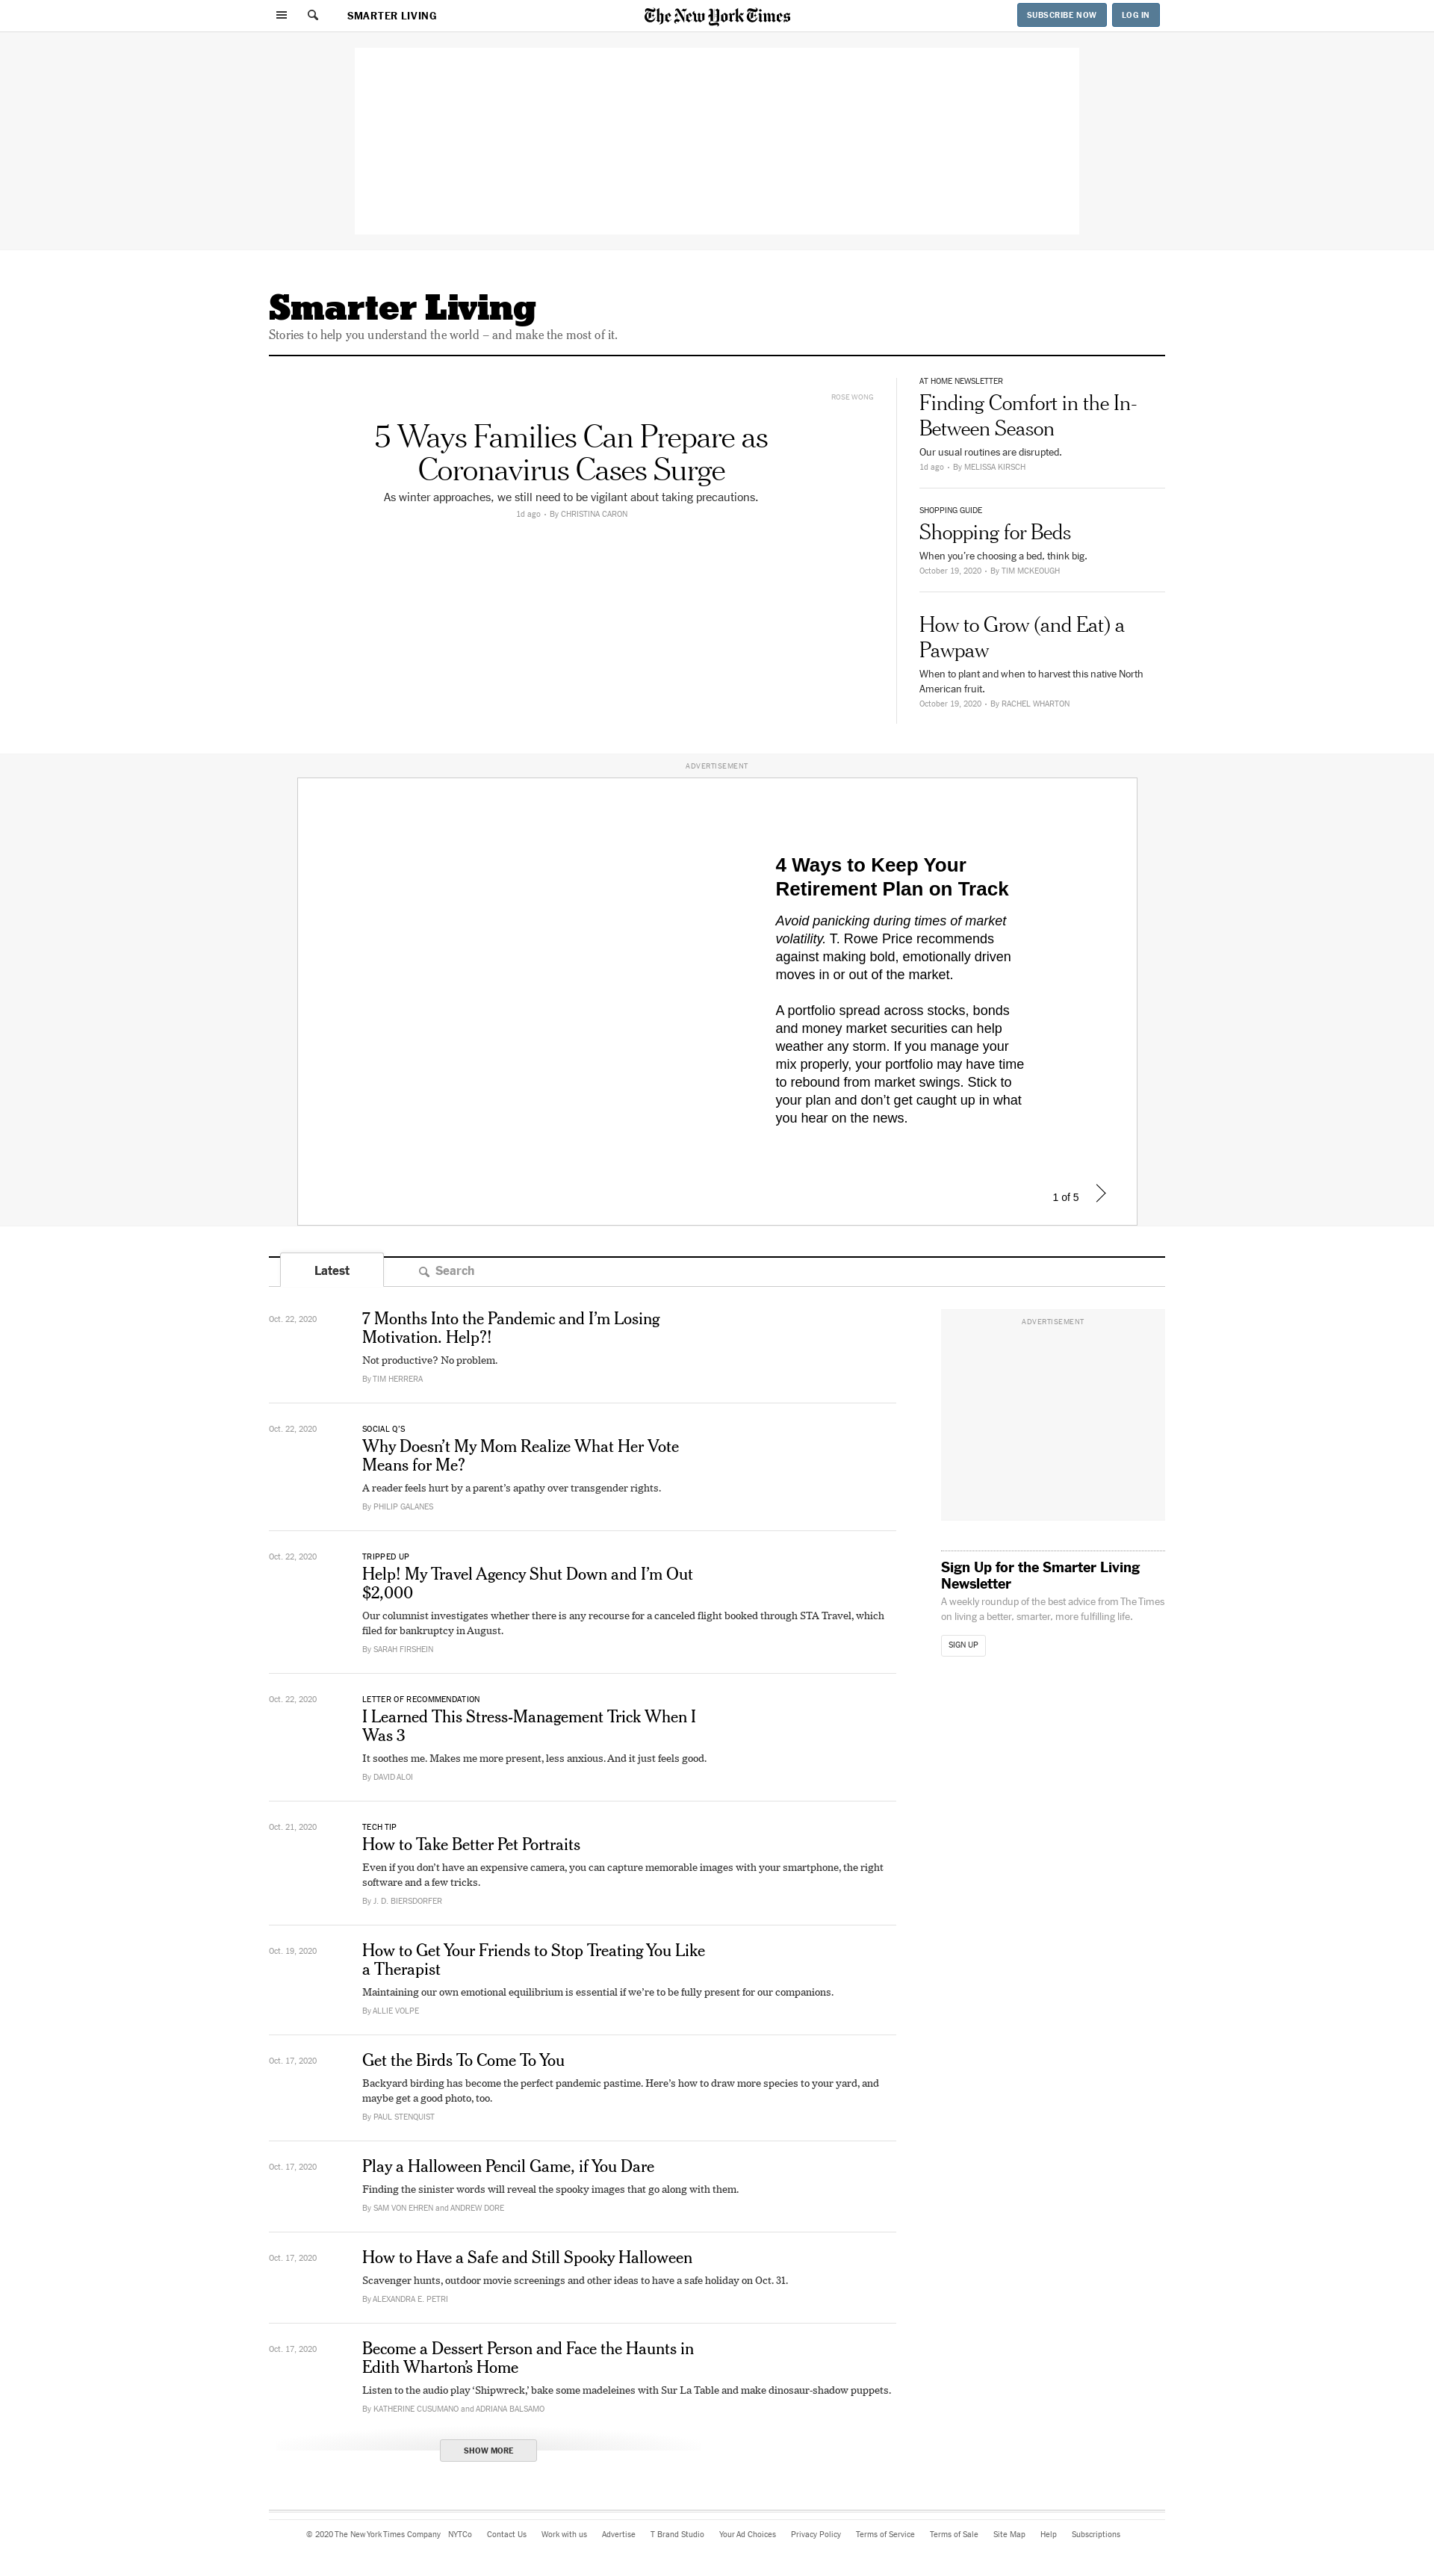 SMARTER LIVING
The New York Times
SUBSCRIBE NOW
LOG IN
Smarter Living
Stories to help you understand the world – and make the most of it.
ROSE WONG
5 Ways Families Can Prepare as
Coronavirus Cases Surge
As winter approaches, we still need to be vigilant about taking precautions.
1d ago • By CHRISTINA CARON
AT HOME NEWSLETTER
Finding Comfort in the In-
Between Season
Our usual routines are disrupted.
1d ago • By MELISSA KIRSCH
SHOPPING GUIDE
Shopping for Beds
When you’re choosing a bed, think big.
October 19, 2020 • By TIM MCKEOUGH
How to Grow (and Eat) a
Pawpaw
When to plant and when to harvest this native North
American fruit.
October 19, 2020 • By RACHEL WHARTON
ADVERTISEMENT
4 Ways to Keep Your
Retirement Plan on Track
Avoid panicking during times of market
volatility. T. Rowe Price recommends
against making bold, emotionally driven
moves in or out of the market.
A portfolio spread across stocks, bonds
and money market securities can help
weather any storm. If you manage your
mix properly, your portfolio may have time
to rebound from market swings. Stick to
your plan and don’t get caught up in what
you hear on the news.
1 of 5
Latest
Search
Oct. 22, 2020
7 Months Into the Pandemic and I’m Losing
Motivation. Help?!
Not productive? No problem.
By TIM HERRERA
Oct. 22, 2020
SOCIAL Q’S
Why Doesn’t My Mom Realize What Her Vote
Means for Me?
A reader feels hurt by a parent’s apathy over transgender rights.
By PHILIP GALANES
Oct. 22, 2020
TRIPPED UP
Help! My Travel Agency Shut Down and I’m Out
$2,000
Our columnist investigates whether there is any recourse for a canceled flight booked through STA Travel, which
filed for bankruptcy in August.
By SARAH FIRSHEIN
Oct. 22, 2020
LETTER OF RECOMMENDATION
I Learned This Stress-Management Trick When I
Was 3
It soothes me. Makes me more present, less anxious. And it just feels good.
By DAVID ALOI
Oct. 21, 2020
TECH TIP
How to Take Better Pet Portraits
Even if you don’t have an expensive camera, you can capture memorable images with your smartphone, the right
software and a few tricks.
By J. D. BIERSDORFER
Oct. 19, 2020
How to Get Your Friends to Stop Treating You Like
a Therapist
Maintaining our own emotional equilibrium is essential if we’re to be fully present for our companions.
By ALLIE VOLPE
Oct. 17, 2020
Get the Birds To Come To You
Backyard birding has become the perfect pandemic pastime. Here’s how to draw more species to your yard, and
maybe get a good photo, too.
By PAUL STENQUIST
Oct. 17, 2020
Play a Halloween Pencil Game, if You Dare
Finding the sinister words will reveal the spooky images that go along with them.
By SAM VON EHREN and ANDREW DORE
Oct. 17, 2020
How to Have a Safe and Still Spooky Halloween
Scavenger hunts, outdoor movie screenings and other ideas to have a safe holiday on Oct. 31.
By ALEXANDRA E. PETRI
Oct. 17, 2020
Become a Dessert Person and Face the Haunts in
Edith Wharton’s Home
Listen to the audio play ‘Shipwreck,’ bake some madeleines with Sur La Table and make dinosaur-shadow puppets.
By KATHERINE CUSUMANO and ADRIANA BALSAMO
SHOW MORE
ADVERTISEMENT
Sign Up for the Smarter Living
Newsletter
A weekly roundup of the best advice from The Times
on living a better, smarter, more fulfilling life.
SIGN UP
© 2020 The New York Times Company NYTCo Contact Us Work with us Advertise T Brand Studio Your Ad Choices Privacy Policy Terms of Service Terms of Sale Site Map Help Subscriptions